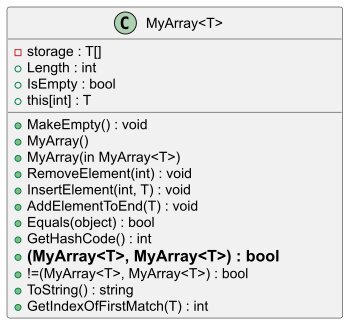 C MyArray<T>
storage : T[]
Length : int
IsEmpty : bool
this[int] : T
MakeEmpty() : void
MyArray()
MyArray(in MyArray<T>)
RemoveElement(int) : void
InsertElement(int, T) : void
AddElementToEnd(T) : void
Equals(object) : bool
GetHashCode() : int
(MyArray<T>, MyArray<T>) : bool
!=(MyArray<T>, MyArray<T>) : bool
ToString() : string
GetIndexOfFirstMatch(T) : int